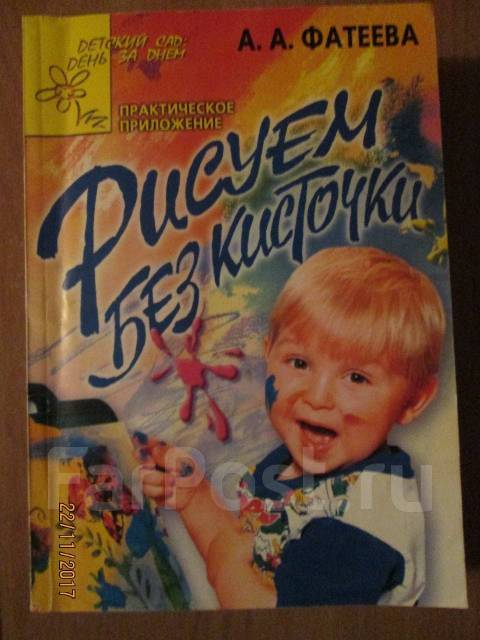 ДЕТСКИЙ САД:
ДЕНЬ ЗА ДНЕМ
А. А. ФАТЕЕВА
ПРАКТИЧЕСКОЕ
ПРИЛОЖЕНИЕ
РИСУЕМ
БЕЗ КИСТОЧКИ
FarPost.ru
22/11/2017